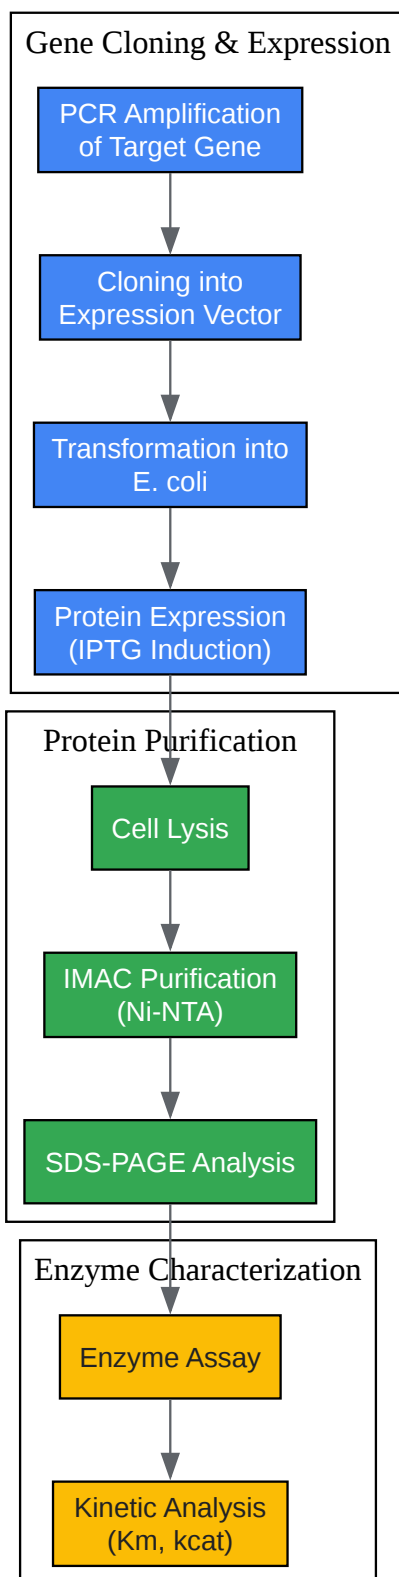 Gene Cloning & Expression
PCR Amplification
of Target Gene
Cloning into
Expression Vector
Transformation into
E. coli
Protein Expression
(IPTG Induction)
Protein Purification
Cell Lysis
IMAC Purification
(Ni-NTA)
SDS-PAGE Analysis
Enzyme Characterization
Enzyme Assay
Kinetic Analysis
(Km, kcat)